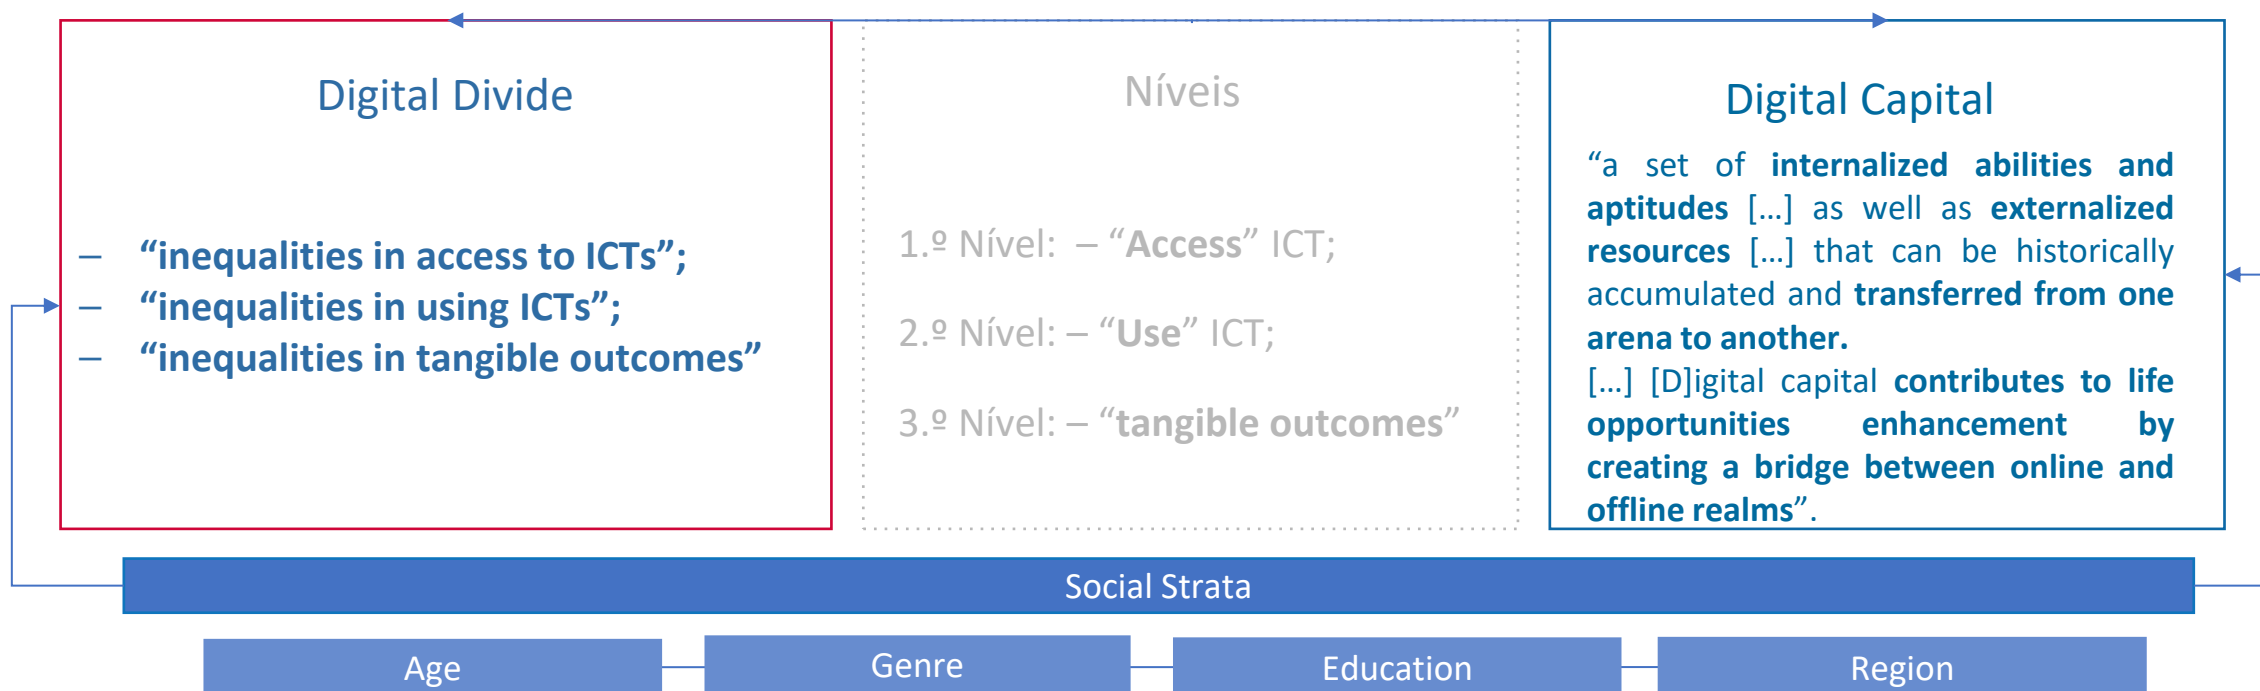 Digital Divide
– “inequalities in access to ICTs”;
– “inequalities in using ICTs”;
– “inequalities in tangible outcomes”
Níveis
1.º Nível: – “Access” ICT;
2.º Nível: – “Use” ICT;
3.º Nível: – “tangible outcomes”
Digital Capital
“a set of internalized abilities and
aptitudes […] as well as externalized
resources […] that can be historically
accumulated and transferred from one
arena to another.
[…] [D]igital capital contributes to life
opportunities enhancement by
creating a bridge between online and
offline realms”.
Social Strata
Age
Genre
Education
Region